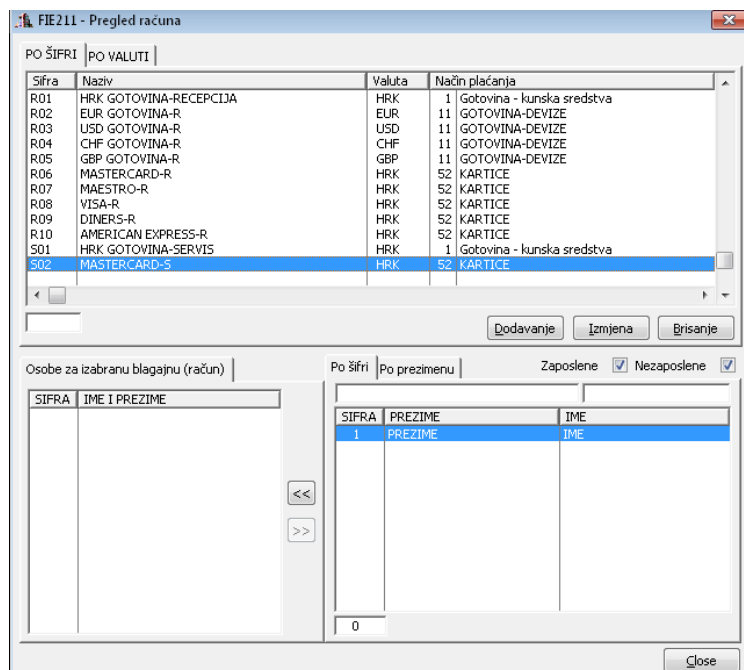 FIE211 - Pregled računa
PO ŠIFRI PO VALUTI
Sifra Naziv Valuta Način plaćanja
R01 HRK GOTOVINA-RECEPCIJA HRK 1 Gotovina - kunska sredstva
R02 EUR GOTOVINA-R EUR 11 GOTOVINA-DEVIZE
R03 USD GOTOVINA-R USD 11 GOTOVINA-DEVIZE
R04 CHF GOTOVINA-R CHF 11 GOTOVINA-DEVIZE
R05 GBP GOTOVINA-R GBP 11 GOTOVINA-DEVIZE
R06 MASTERCARD-R HRK 52 KARTICE
R07 MAESTRO-R HRK 52 KARTICE
R08 VISA-R HRK 52 KARTICE
R09 DINERS-R HRK 52 KARTICE
R10 AMERICAN EXPRESS-R HRK 52 KARTICE
S01 HRK GOTOVINA-SERVIS HRK 1 Gotovina - kunska sredstva
S02 MASTERCARD-S HRK 52 KARTICE
Dodavanje Izmjena Brisanje
Osobe za izabranu blagajnu (račun)
SIFRA IME I PREZIME
<<
>>
Po šifri Po prezimenu Zaposlene Nezaposlene
SIFRA PREZIME IME
1 PREZIME IME
0
Close